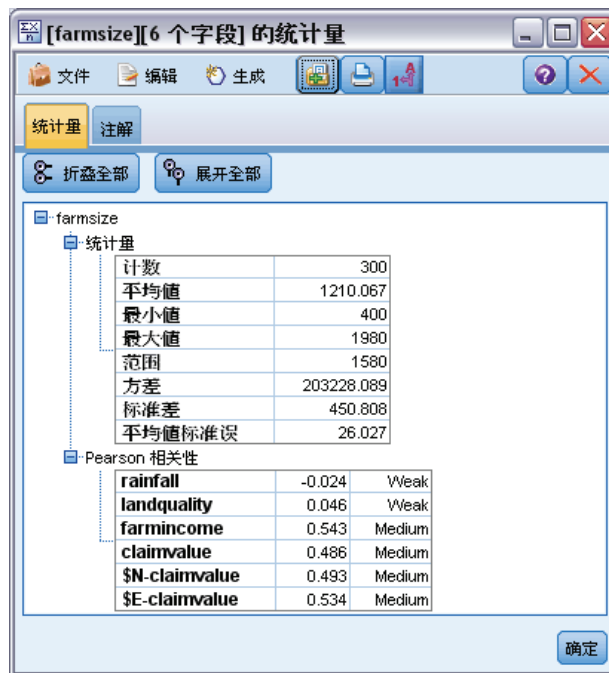 [farmsize][6 个字段] 的统计量
文件 编辑 生成
统计量 注解
折叠全部 展开全部
farmsize
统计量
计数 300
平均值 1210.067
最小值 400
最大值 1980
范围 1580
方差 203228.089
标准差 450.808
平均值标准误 26.027
Pearson 相关性
rainfall -0.024 Weak
landquality 0.046 Weak
farmincome 0.543 Medium
claimvalue 0.486 Medium
$N-claimvalue 0.493 Medium
$E-claimvalue 0.534 Medium
确定